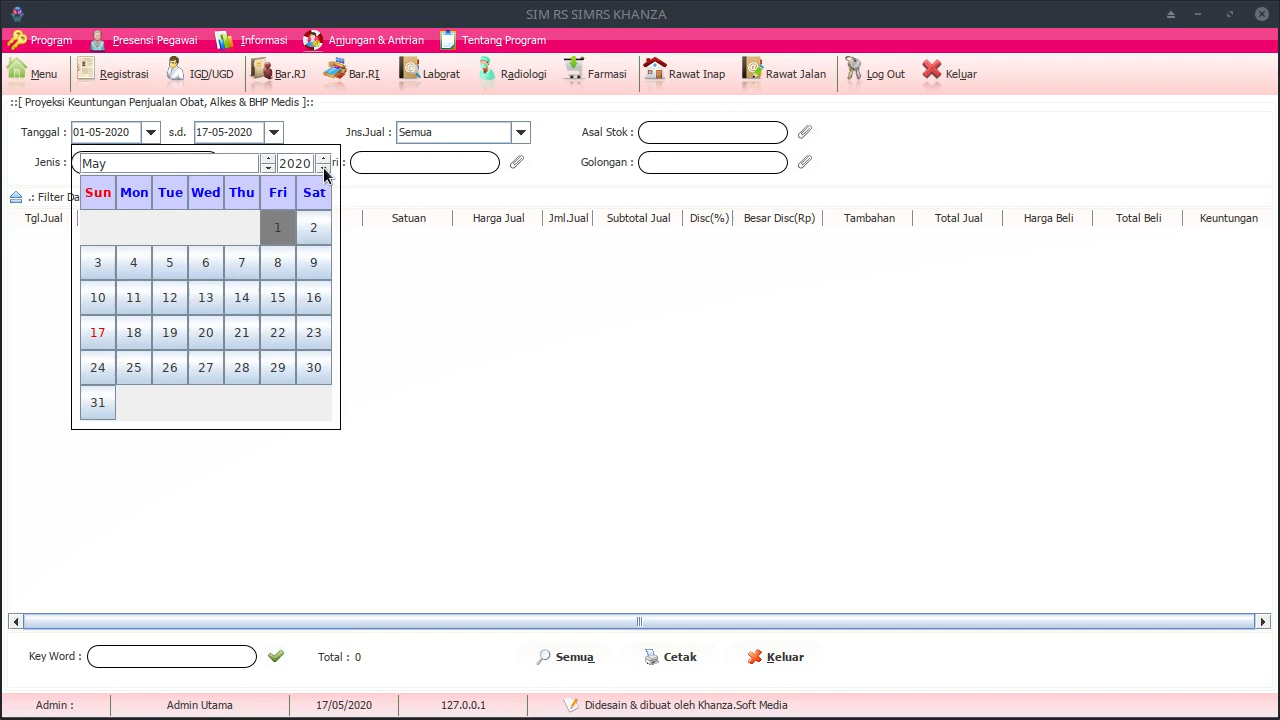 SIM RS SIMRS KHANZA
Program Presensi Pegawai Informasi Anjungan & Antrian Tentang Program
Menu Registrasi IGD/UGD Bar.RJ Bar.RI Laborat Radiologi Farmasi Rawat Inap Rawat Jalan Log Out Keluar
::[ Proyeksi Keuntungan Penjualan Obat, Alkes & BHP Medis ]::
Tanggal : 01-05-2020 s.d. 17-05-2020 Jns.Jual : Semua Asal Stok :
Jenis : ri : Golongan :
May 2020
.: Filter Da
Sun Mon Tue Wed Thu Fri Sat
Tgl.Jual Satuan Harga Jual Jml.Jual Subtotal Jual Disc(%) Besar Disc(Rp) Tambahan Total Jual Harga Beli Total Beli Keuntungan
1 2
3 4 5 6 7 8 9
10 11 12 13 14 15 16
17 18 19 20 21 22 23
24 25 26 27 28 29 30
31
Key Word : Total : 0 Semua Cetak Keluar
Admin : Admin Utama 17/05/2020 127.0.0.1 Didesain & dibuat oleh Khanza.Soft Media